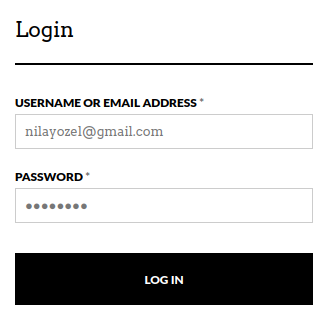 Login
USERNAME OR EMAIL ADDRESS *
nilayozel@gmail.com
PASSWORD *
●●●●●●●●
LOG IN